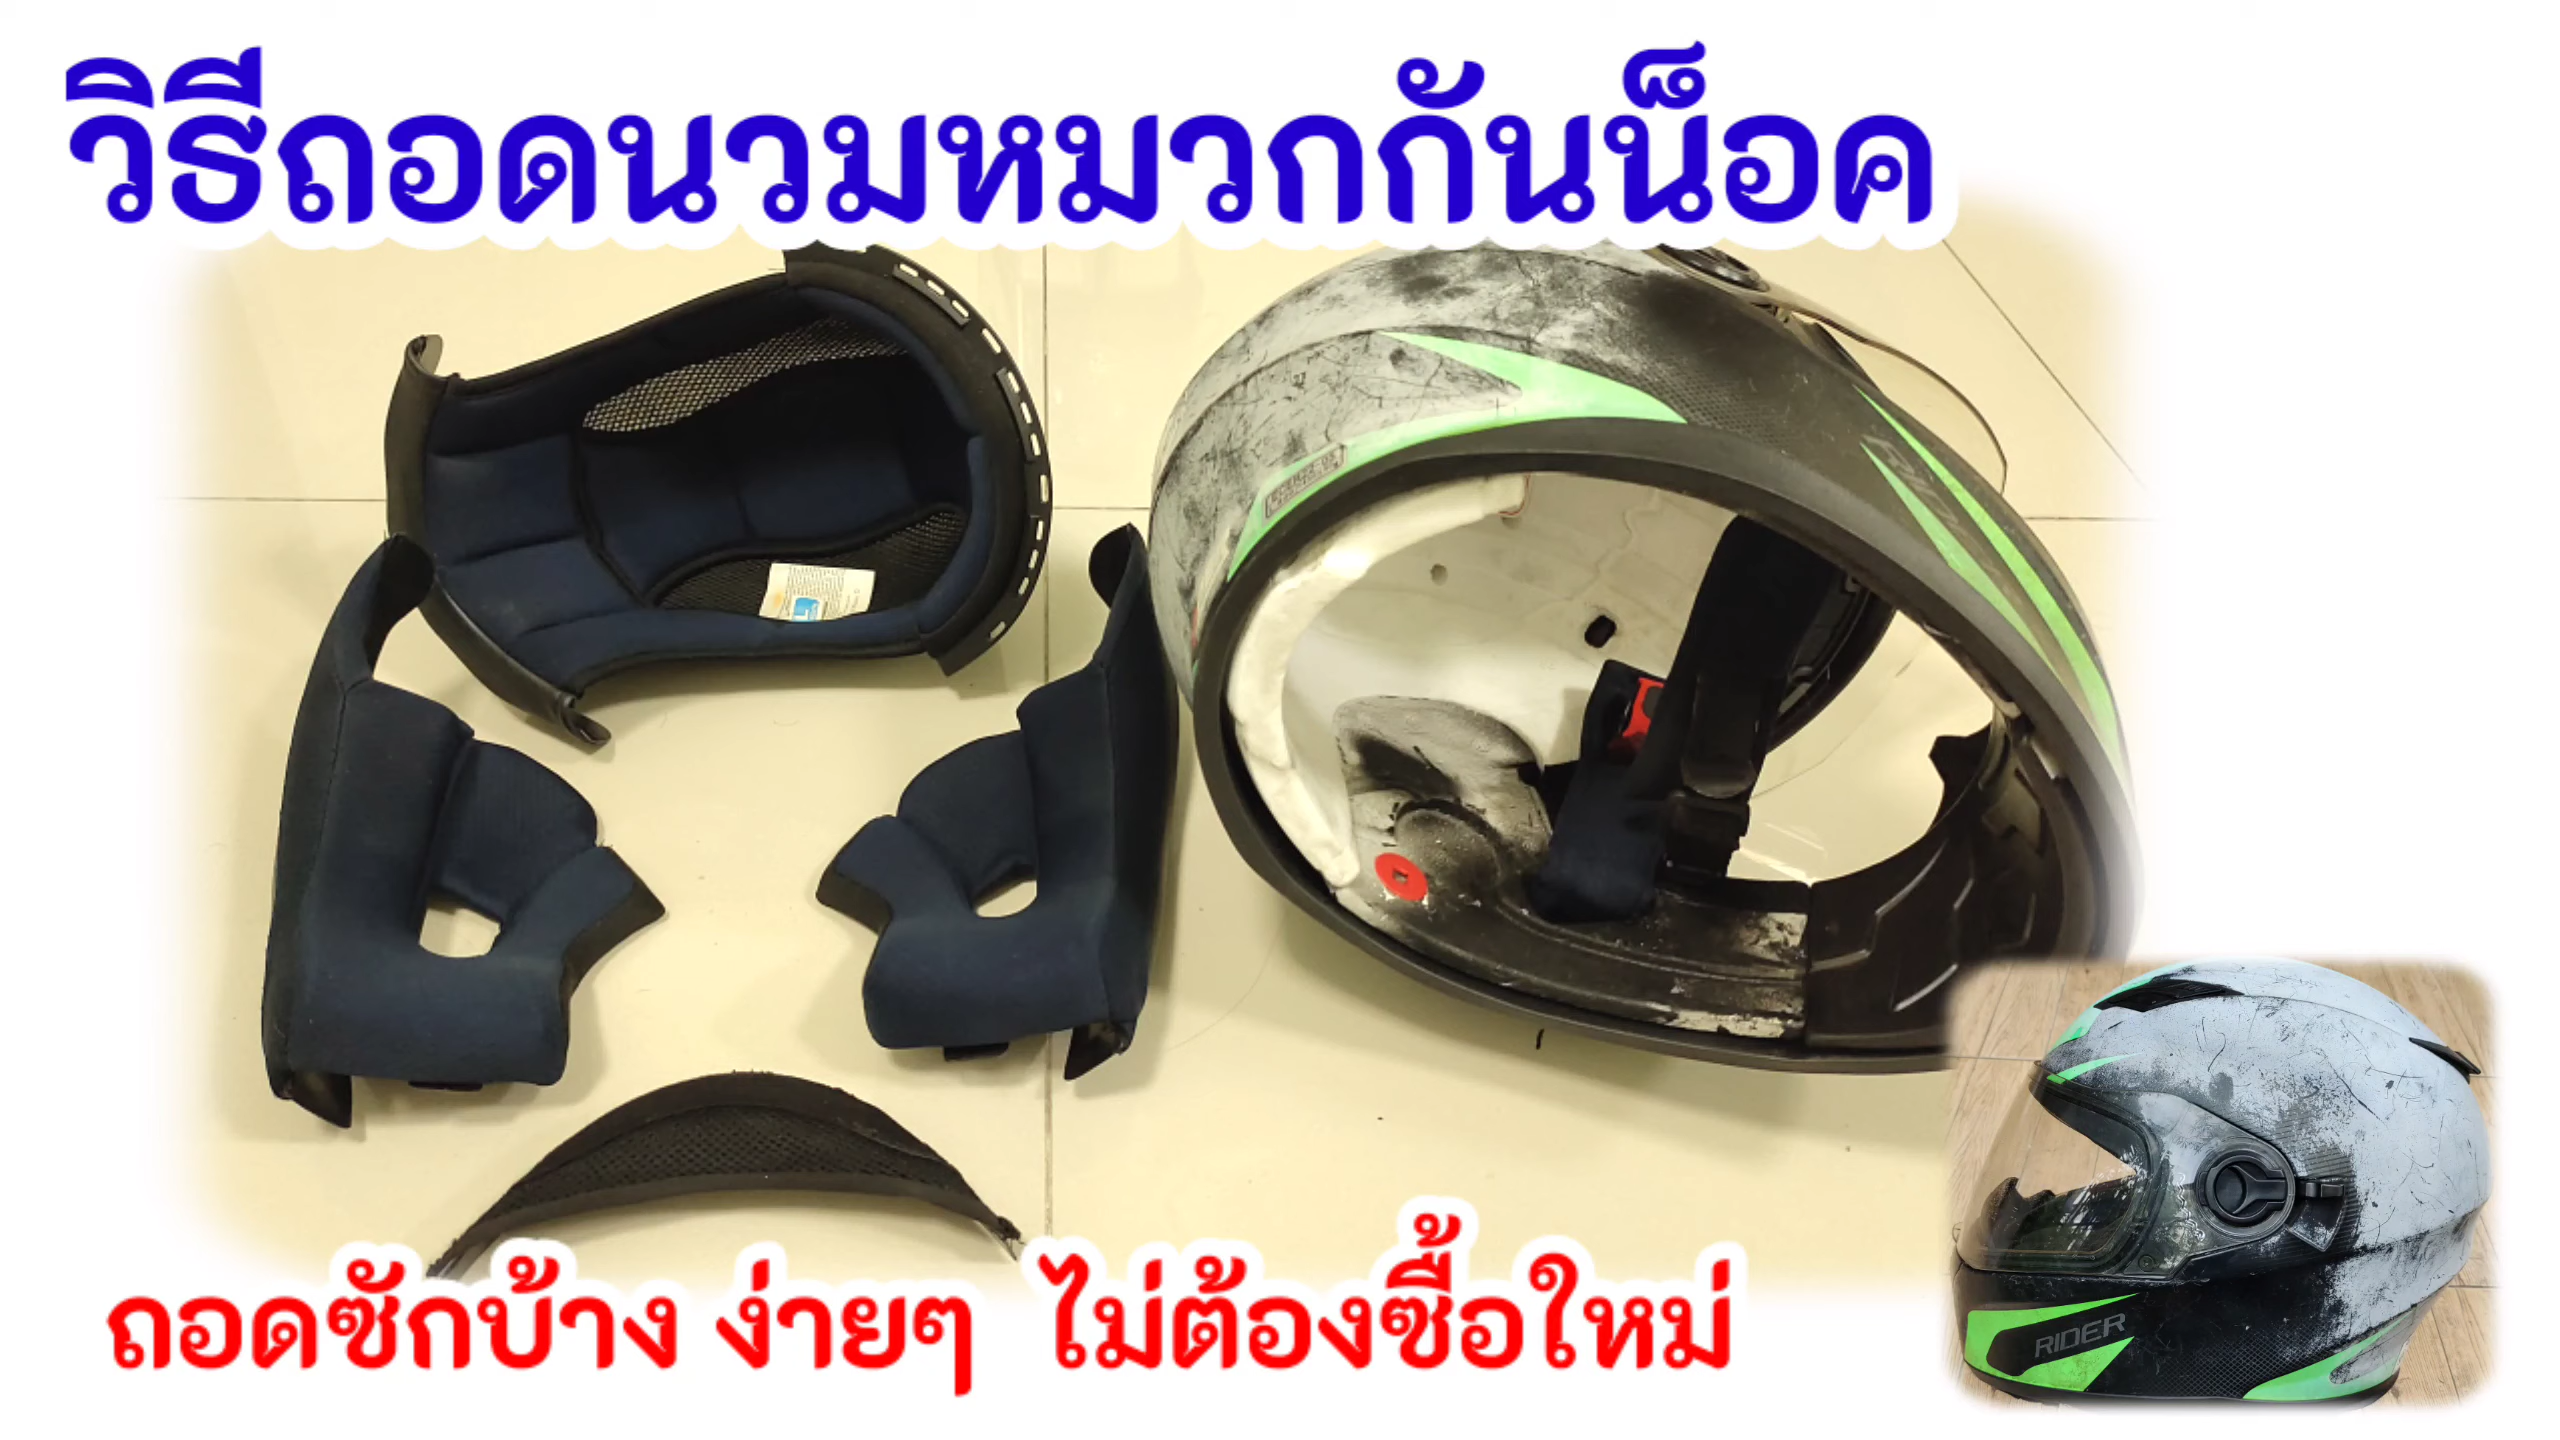 วิธีถอดนวมหมวกกันน็อค
ถอดซักบ้าง ง่ายๆ ไม่ต้องซื้อใหม่
RIDER